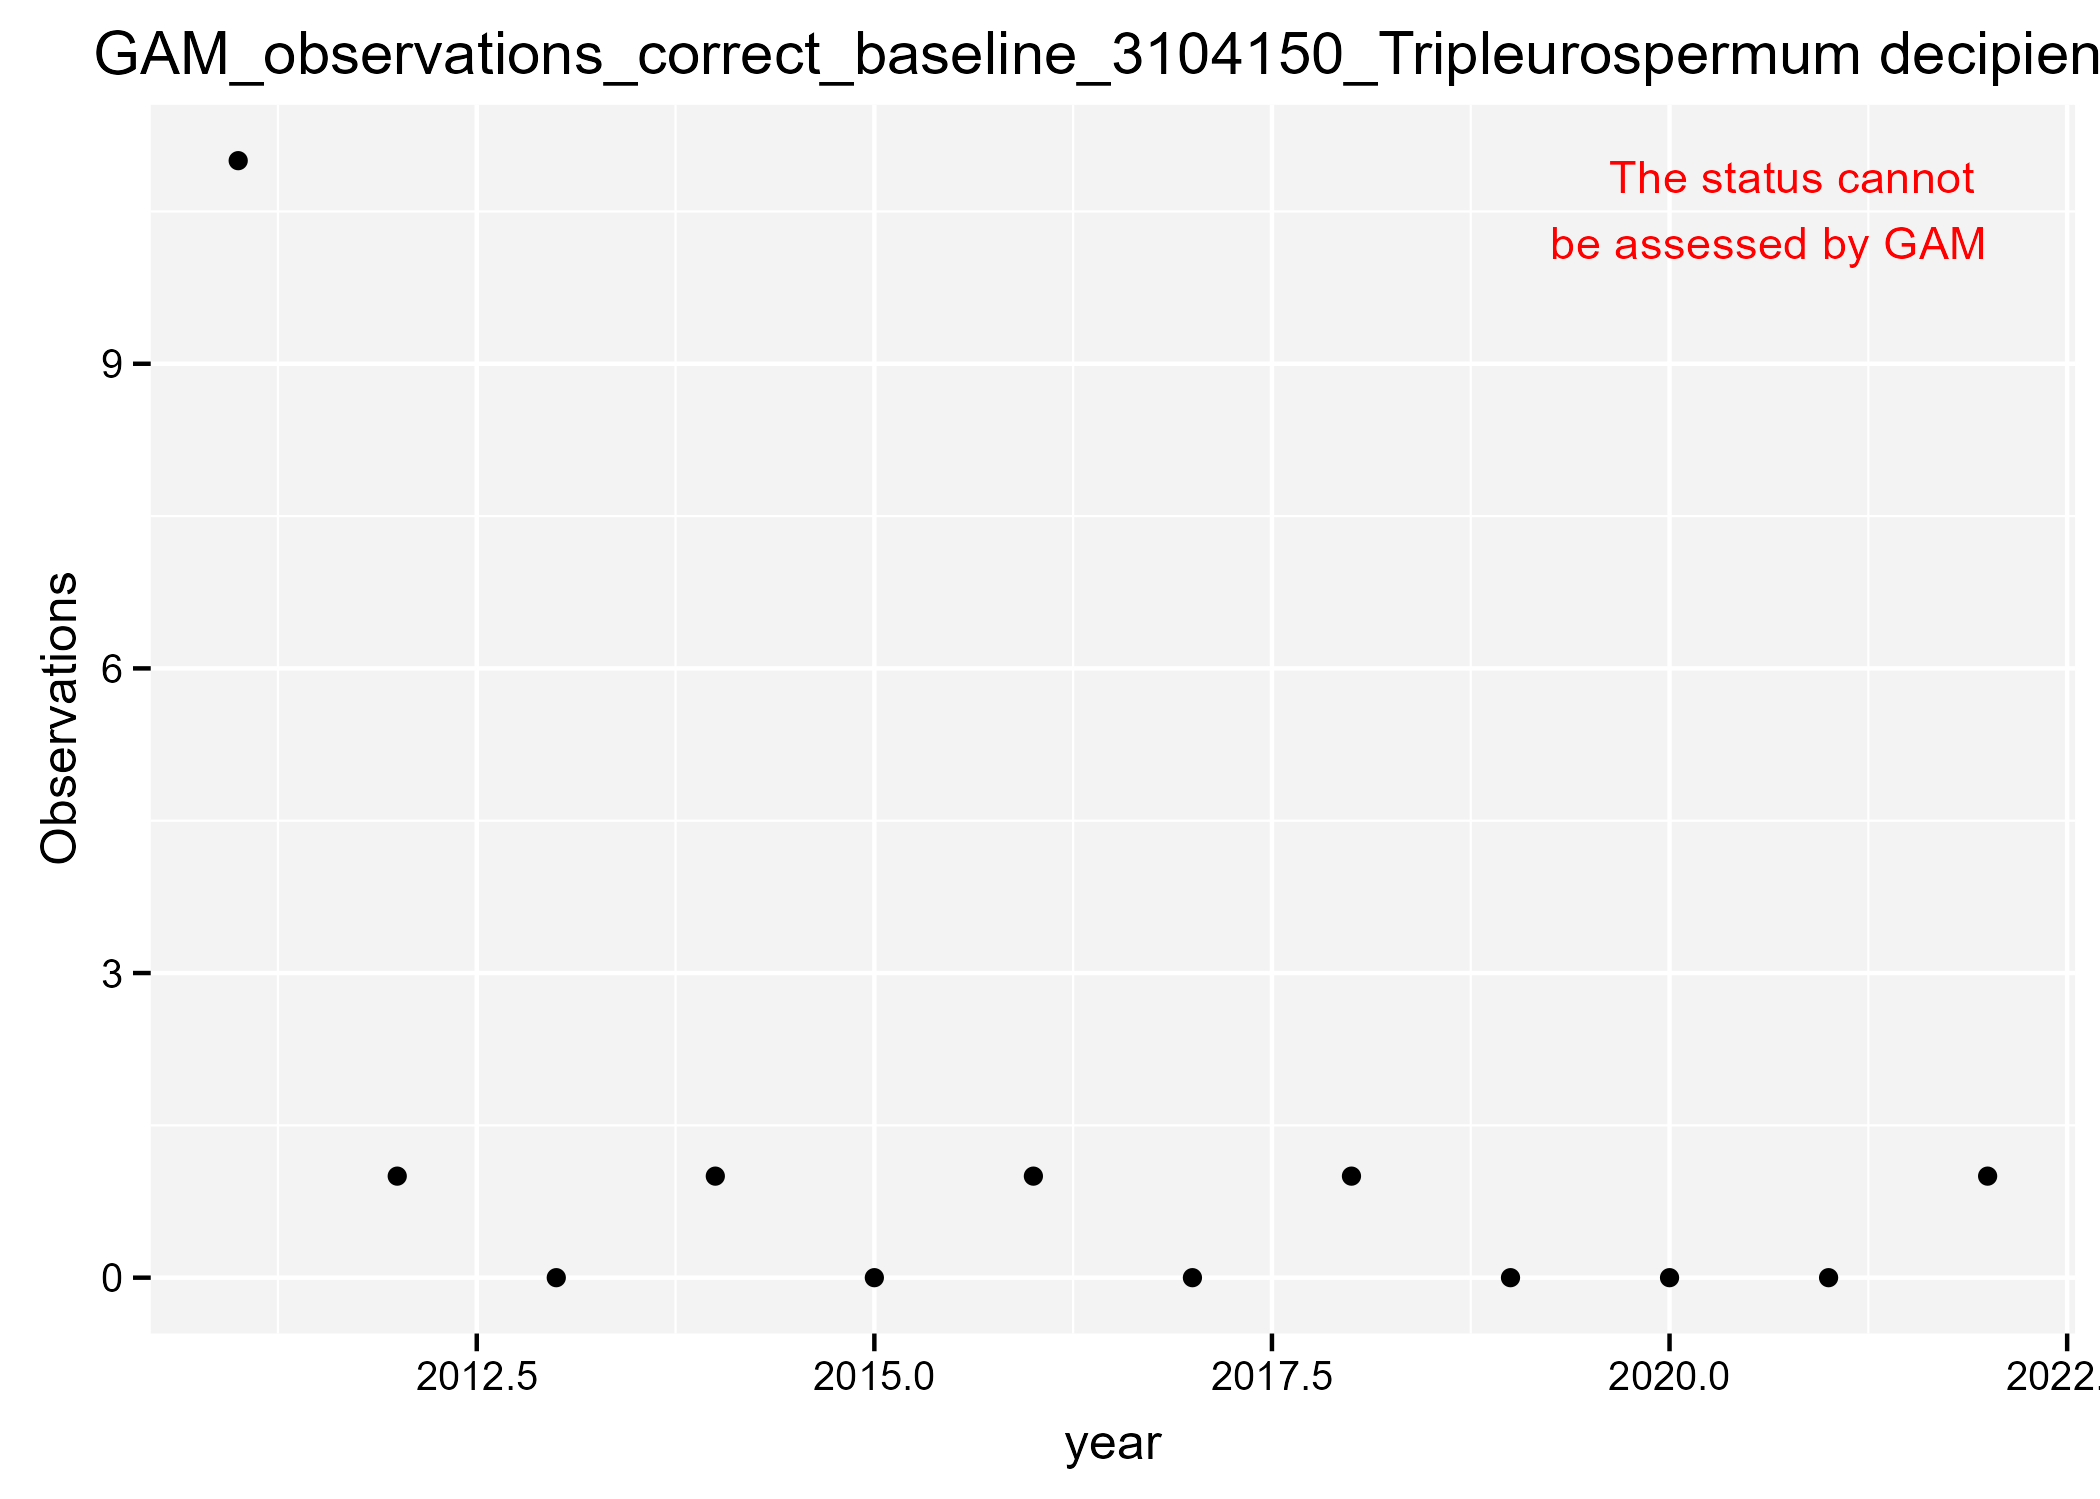 GAM_observations_correct_baseline_3104150_Tripleurospermum decipien
The status cannot
be assessed by GAM
9
6
3
0
Observations
2012.5 2015.0 2017.5 2020.0 2022.
year